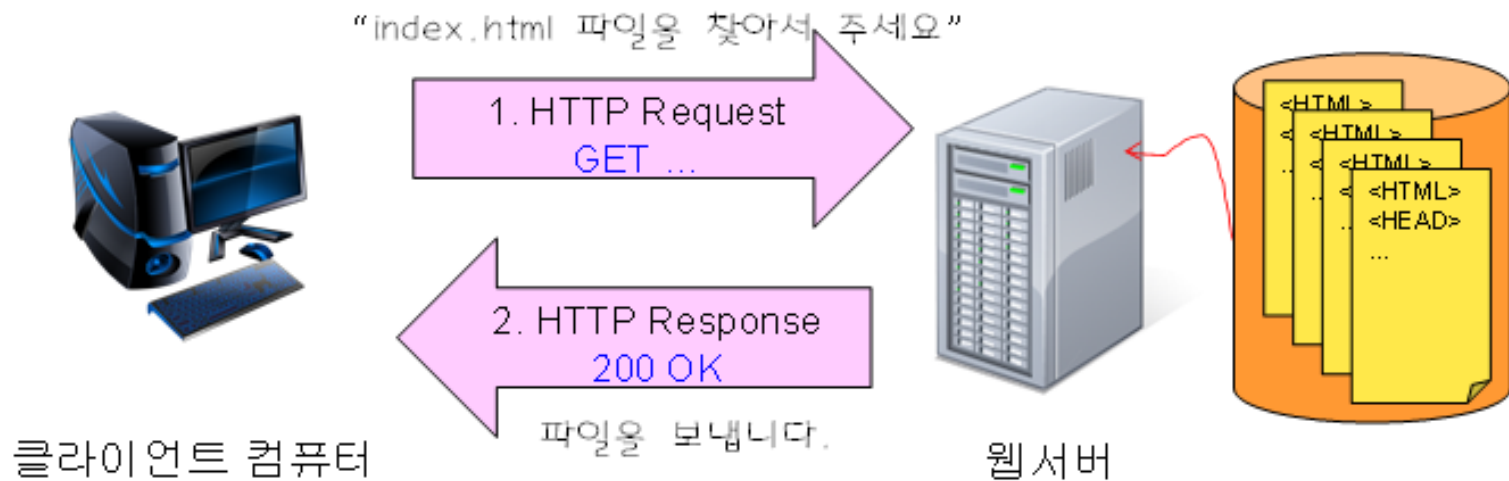 “index.html 파일을 찾아서 주세요”
1. HTTP Request
GET ...
2. HTTP Response
200 OK
파일을 보냅니다.
클라이언트 컴퓨터
웹서버
<HTML>
<HTML>
<HTML>
<HTML>
<HEAD>
...